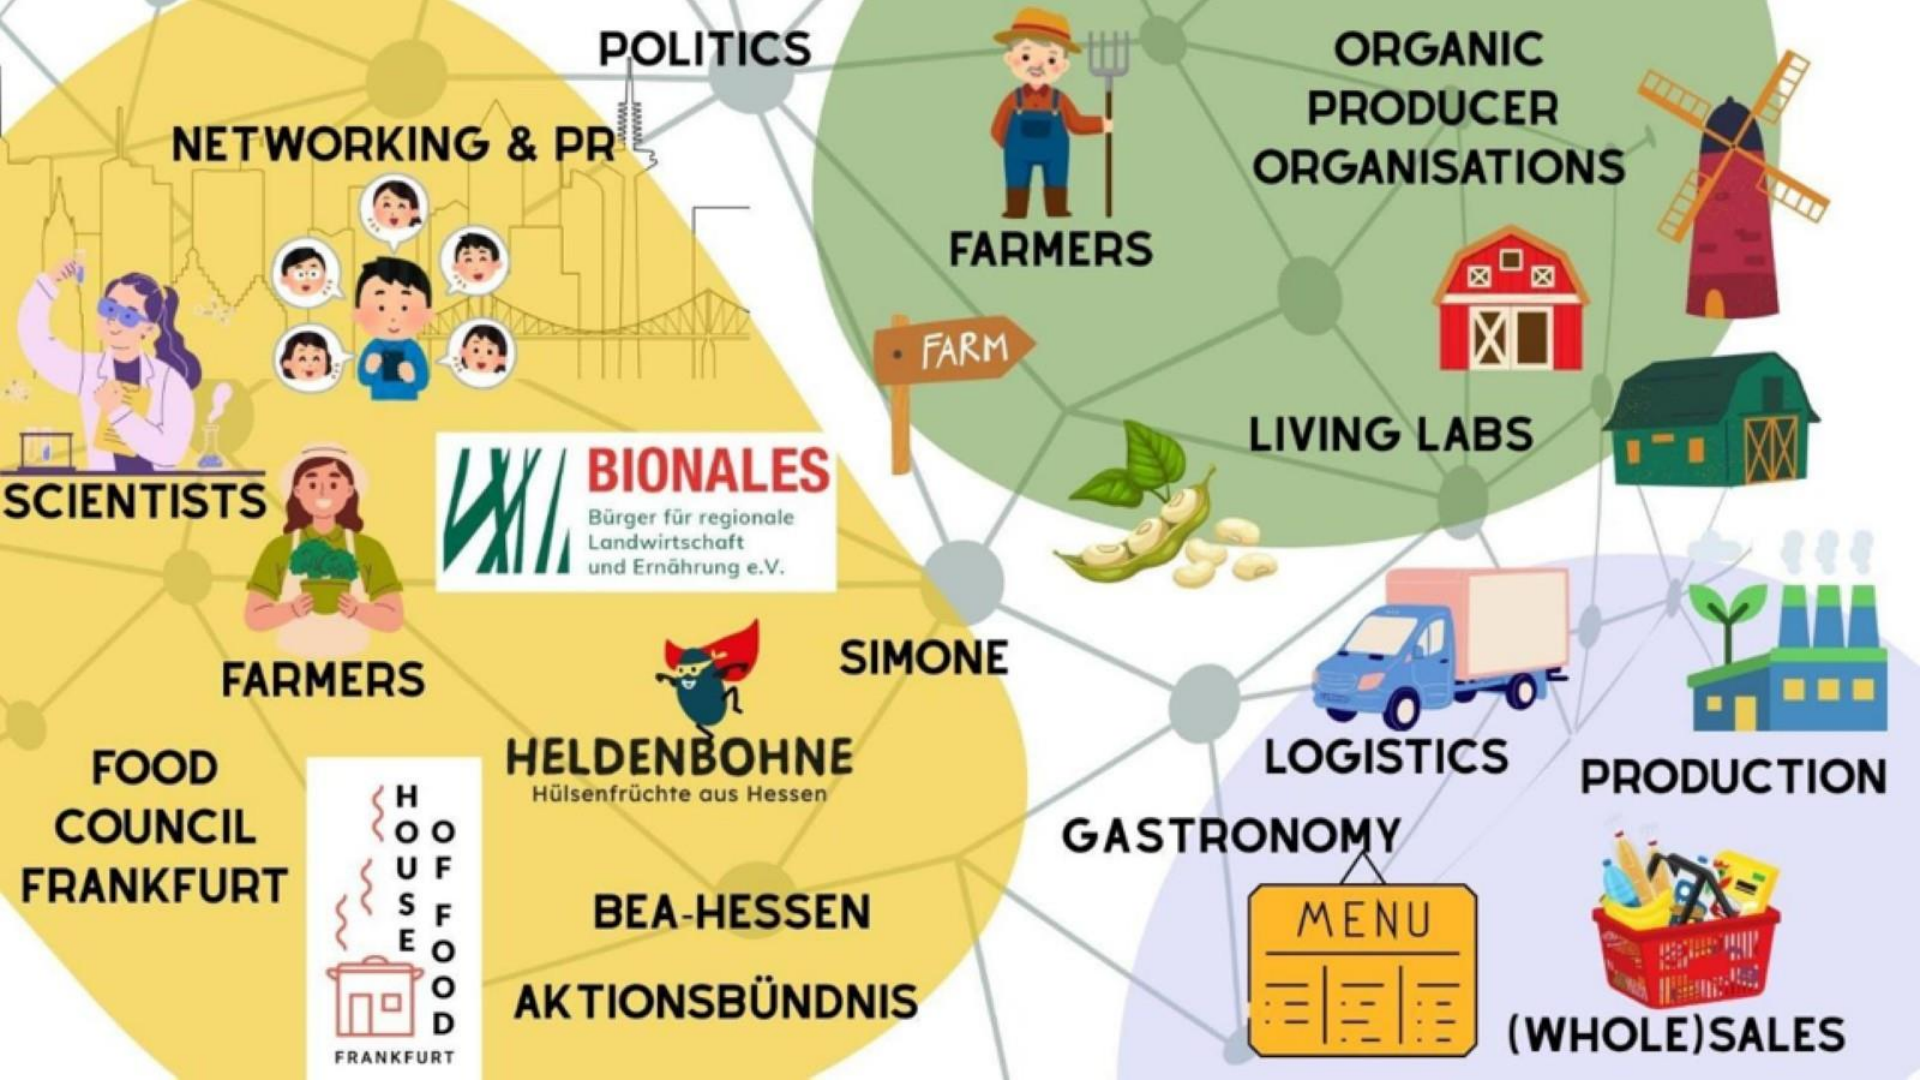 POLITICS
NETWORKING & PR
SCIENTISTS
FARMERS
BIONALES
Bürger für regionale
Landwirtschaft
und Ernährung e.V.
SIMONE
HELDENBOHNE
Hülsenfrüchte aus Hessen
FOOD
COUNCIL
FRANKFURT
HOUSE
OF FOOD
FRANKFURT
BEA-HESSEN
AKTIONSBÜNDNIS
FARMERS
ORGANIC
PRODUCER
ORGANISATIONS
FARM
LIVING LABS
LOGISTICS
PRODUCTION
GASTRONOMY
MENU
(WHOLE)SALES